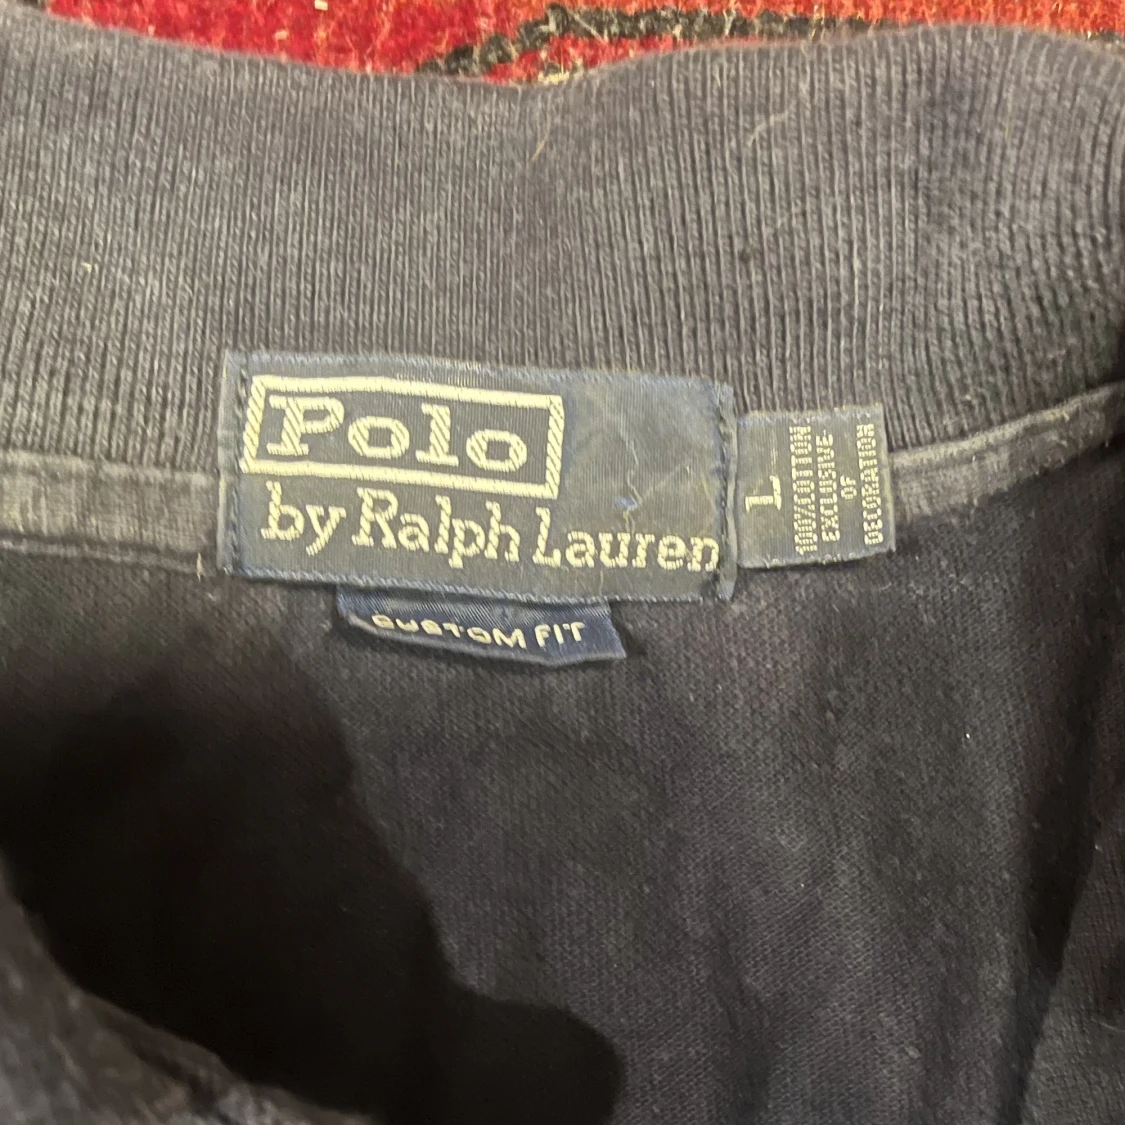 Polo
by Ralph Lauren
L
100% COTTON
EXCLUSIVE
OF
DECORATION
CUSTOM FIT